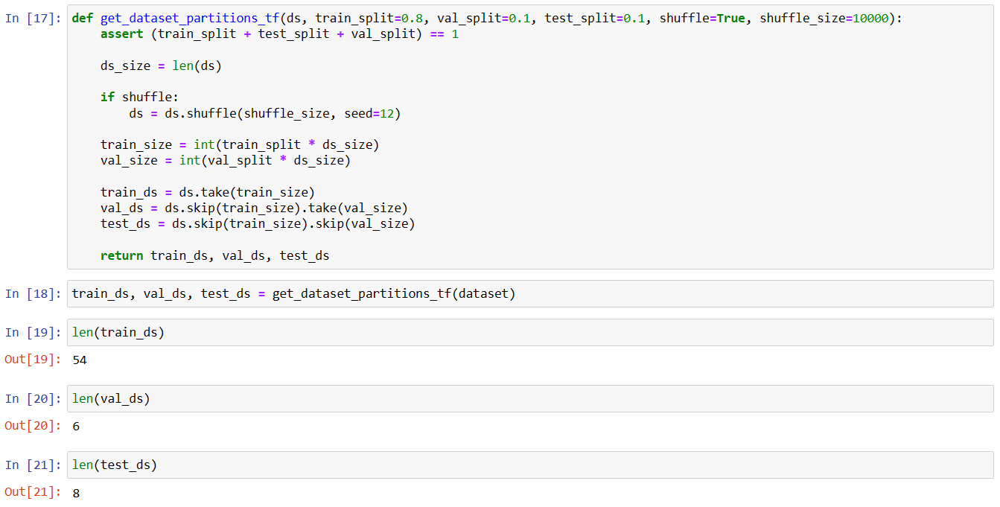 In [17]: def get_dataset_partitions_tf(ds, train_split=0.8, val_split=0.1, test_split=0.1, shuffle=True, shuffle_size=10000):
    assert (train_split + test_split + val_split) == 1
    ds_size = len(ds)
    if shuffle:
        ds = ds.shuffle(shuffle_size, seed=12)
    train_size = int(train_split * ds_size)
    val_size = int(val_split * ds_size)
    train_ds = ds.take(train_size)
    val_ds = ds.skip(train_size).take(val_size)
    test_ds = ds.skip(train_size).skip(val_size)
    return train_ds, val_ds, test_ds
In [18]: train_ds, val_ds, test_ds = get_dataset_partitions_tf(dataset)
In [19]: len(train_ds)
Out[19]: 54
In [20]: len(val_ds)
Out[20]: 6
In [21]: len(test_ds)
Out[21]: 8